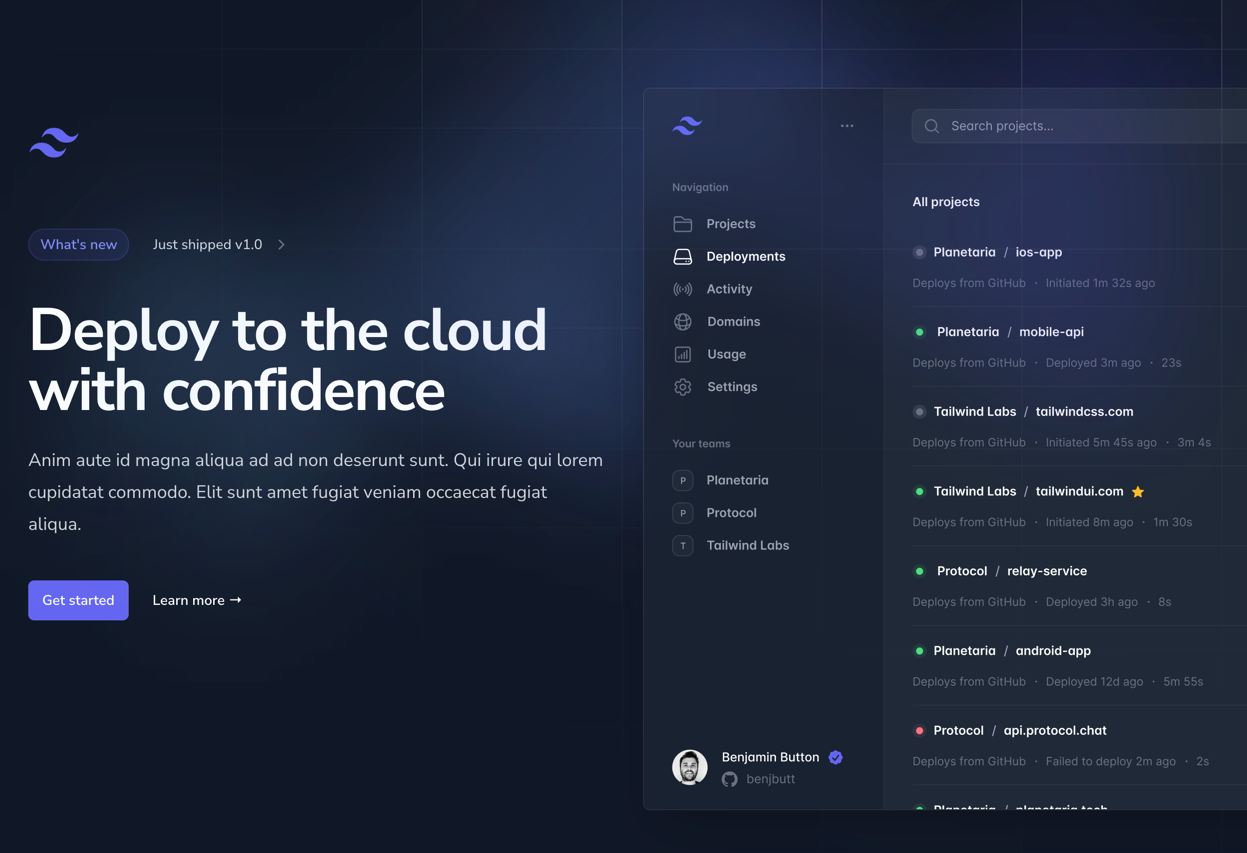 What's new
Just shipped v1.0
Deploy to the cloud
with confidence
Anim aute id magna aliqua ad ad non deserunt sunt. Qui irure qui lorem
cupidatat commodo. Elit sunt amet fugiat veniam occaecat fugiat
aliqua.
Get started
Learn more →
Navigation
Projects
Deployments
Activity
Domains
Usage
Settings
Your teams
P Planetaria
P Protocol
T Tailwind Labs
Benjamin Button
benjbutt
Search projects...
All projects
Planetaria / ios-app
Deploys from GitHub · Initiated 1m 32s ago
Planetaria / mobile-api
Deploys from GitHub · Deployed 3m ago · 23s
Tailwind Labs / tailwindcss.com
Deploys from GitHub · Initiated 5m 45s ago · 3m 4s
Tailwind Labs / tailwindui.com
Deploys from GitHub · Initiated 8m ago · 1m 30s
Protocol / relay-service
Deploys from GitHub · Deployed 3h ago · 8s
Planetaria / android-app
Deploys from GitHub · Deployed 12d ago · 5m 55s
Protocol / api.protocol.chat
Deploys from GitHub · Failed to deploy 2m ago · 2s
Planetaria / planetaria.tech